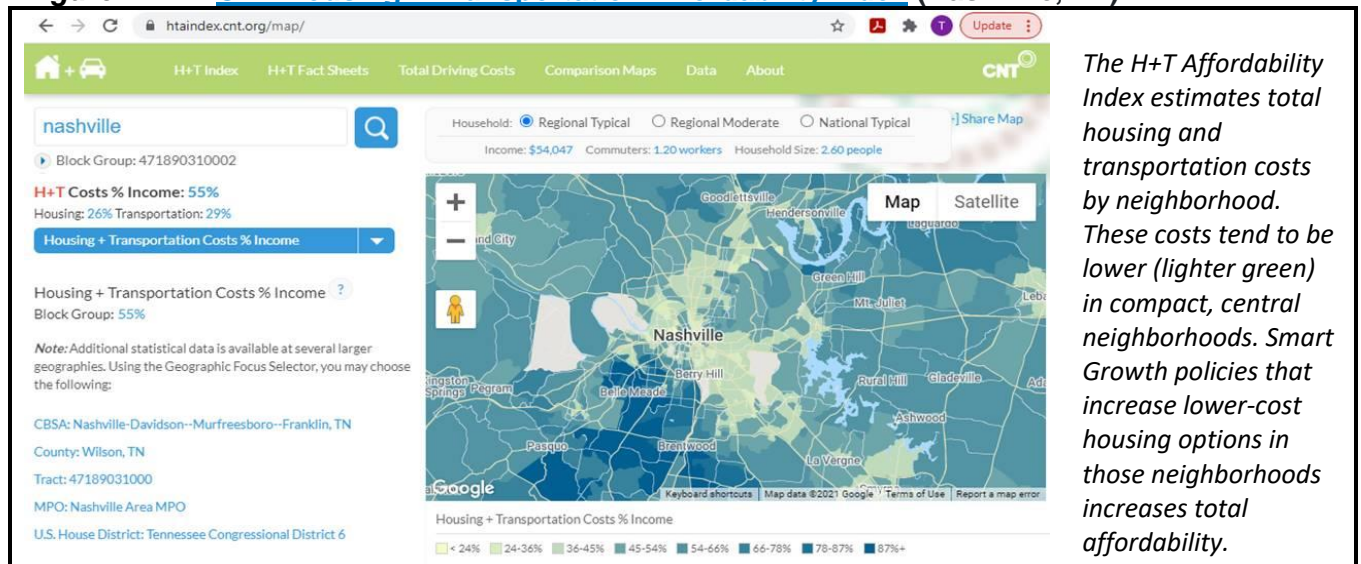 htaindex.cnt.org/map/
T
Update
H+T Index H+T Fact Sheets Total Driving Costs Comparison Maps Data About
CNT
nashville
Block Group: 471890310002
H+T Costs % Income: 55%
Housing: 26% Transportation: 29%
Housing + Transportation Costs % Income
Housing + Transportation Costs % Income ?
Block Group: 55%
Note: Additional statistical data is available at several larger
geographies. Using the Geographic Focus Selector, you may choose
the following:
CBSA: Nashville-Davidson--Murfreesboro--Franklin, TN
County: Wilson, TN
Tract: 47189031000
MPO: Nashville Area MPO
U.S. House District: Tennessee Congressional District 6
Household: Regional Typical Regional Moderate National Typical
Share Map
Income: $54,047 Commuters: 1.20 workers Household Size: 2.60 people
+
−
Map Satellite
Goodlettsville
Hendersonville
Laguardo
Green Hill
Mt. Juliet
Nashville
Berry Hill
Belle Meade
Pegram
Rural Hill
Gladeville
Ashwood
Pasquo
Brentwood
La Vergne
Google
Keyboard shortcuts Map data ©2021 Google Terms of Use Report a map error
Housing + Transportation Costs % Income
< 24% 24-36% 36-45% 45-54% 54-66% 66-78% 78-87% 87%+
The H+T Affordability
Index estimates total
housing and
transportation costs
by neighborhood.
These costs tend to be
lower (lighter green)
in compact, central
neighborhoods. Smart
Growth policies that
increase lower-cost
housing options in
those neighborhoods
increases total
affordability.